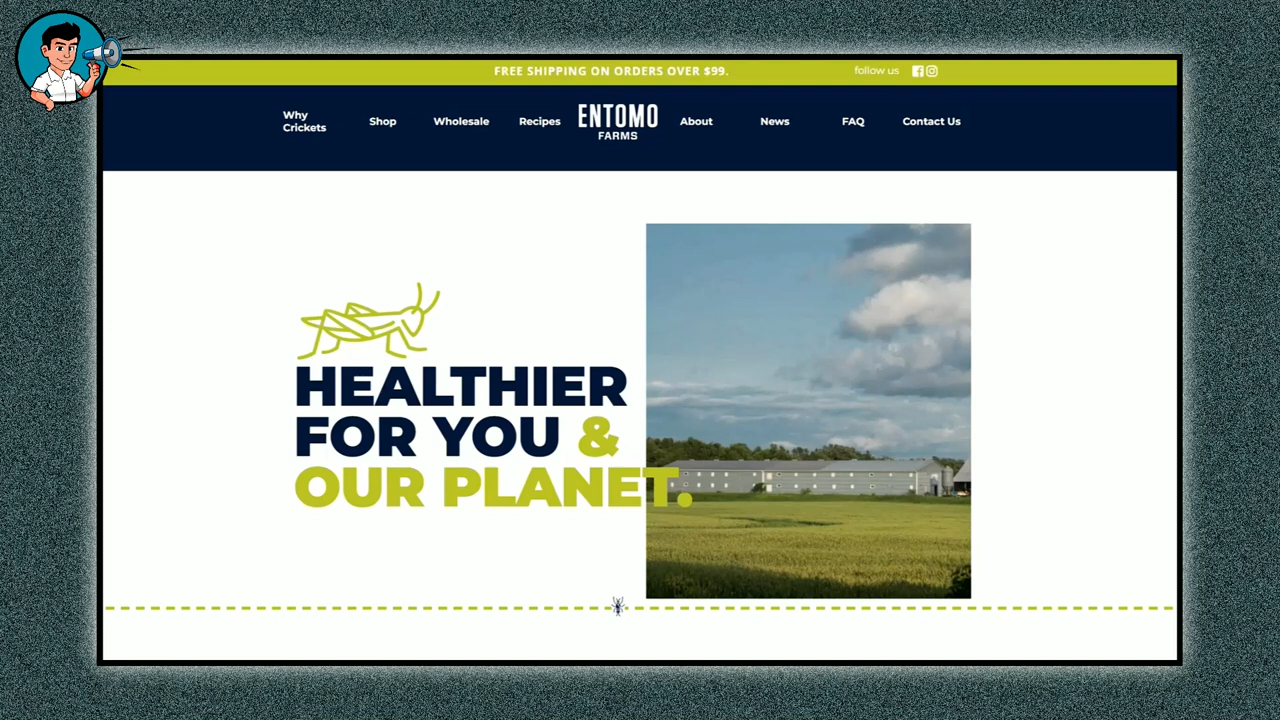 FREE SHIPPING ON ORDERS OVER $99.
follow us
Why
Crickets
Shop
Wholesale
Recipes
ENTOMO
FARMS
About
News
FAQ
Contact Us
HEALTHIER
FOR YOU &
OUR PLANET.